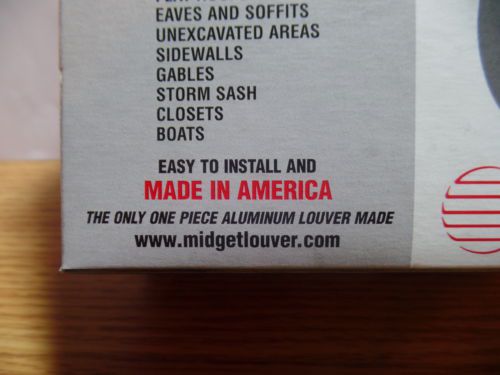 EAVES AND SOFFITS
UNEXCAVATED AREAS
SIDEWALLS
GABLES
STORM SASH
CLOSETS
BOATS
EASY TO INSTALL AND
MADE IN AMERICA
THE ONLY ONE PIECE ALUMINUM LOUVER MADE
www.midgetlouver.com